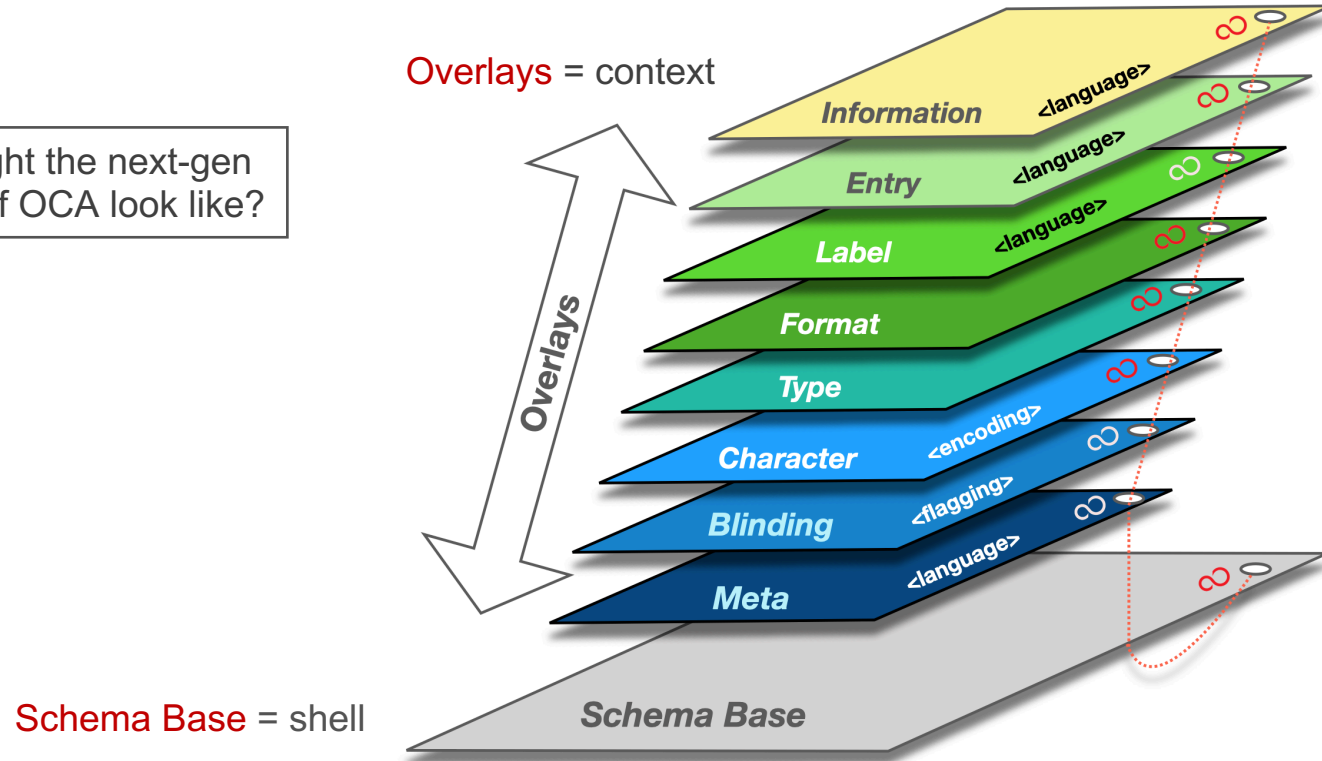 Overlays = context
ght the next-gen
f OCA look like?
Overlays
Information <language>
Entry <language>
Label <language>
Format
Type
Character <encoding>
Blinding <flagging>
Meta <language>
Schema Base
Schema Base = shell